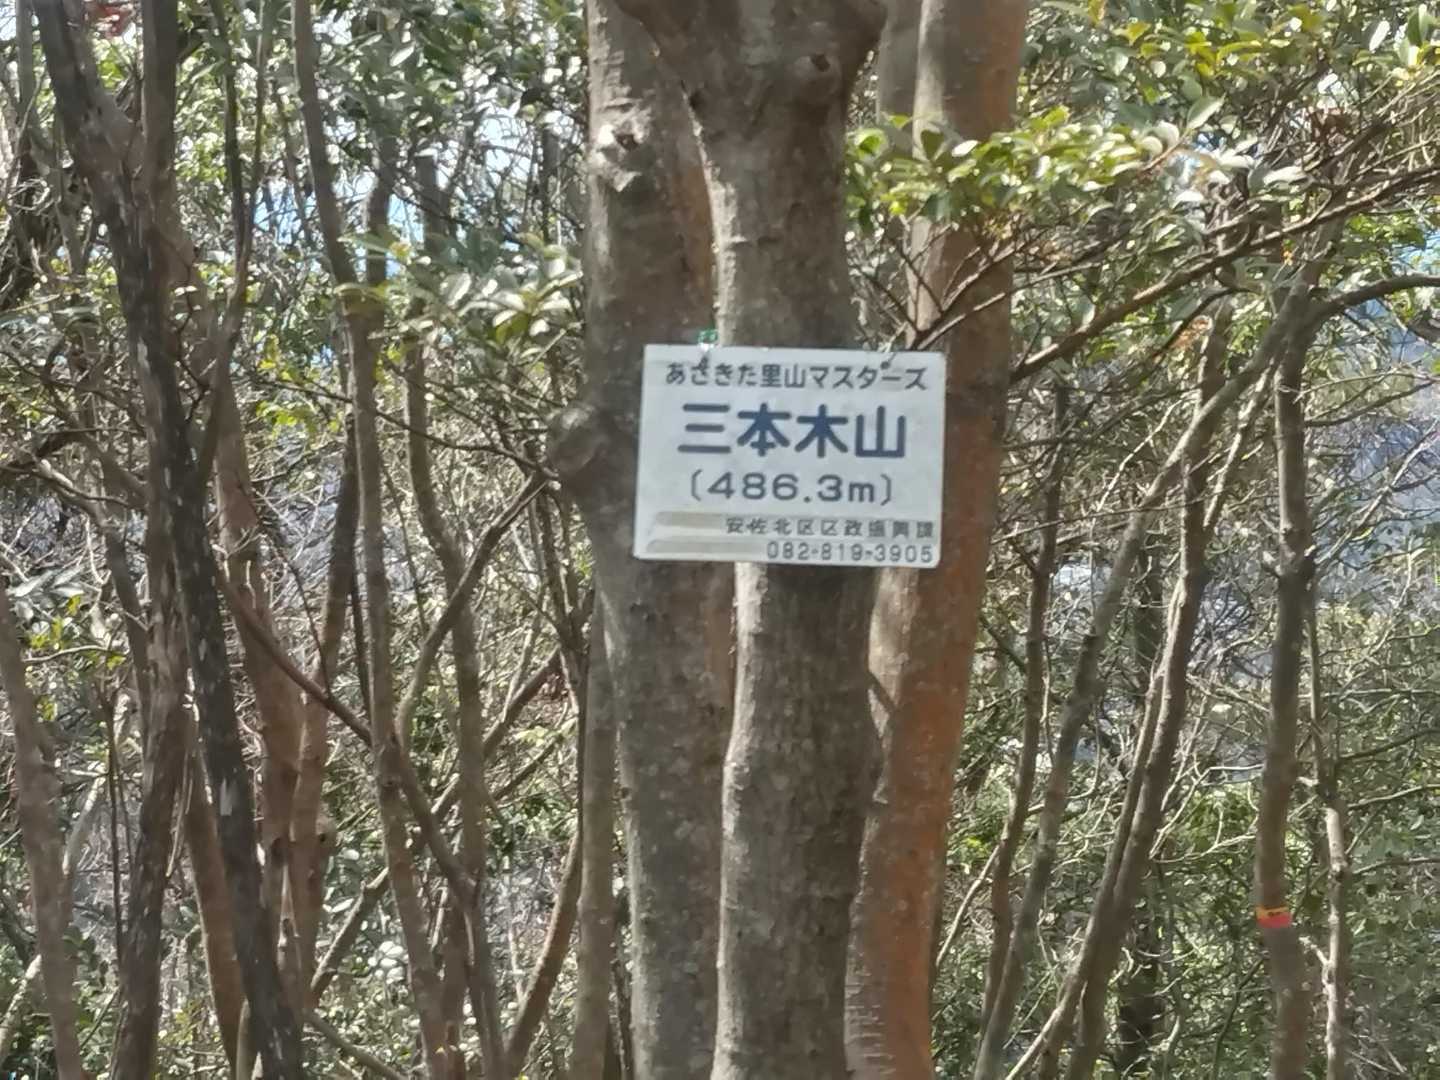 あさきた里山マスターズ
三本木山
(486.3m)
安佐北区区政振興課
082-819-3905